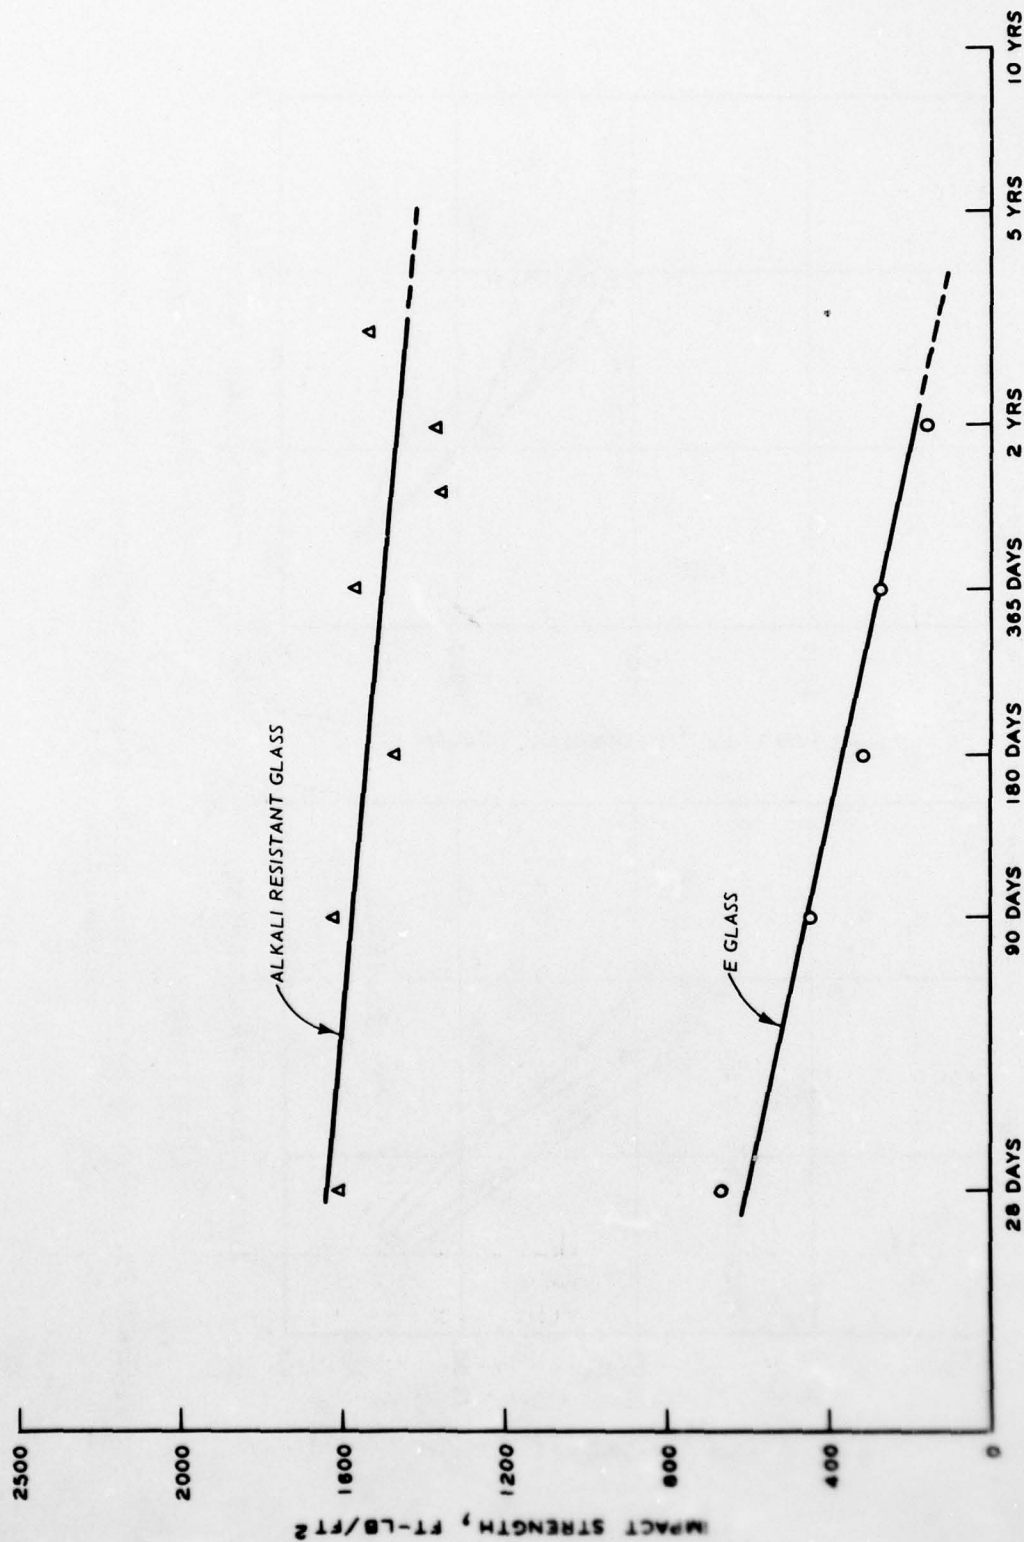 IMPACT STRENGTH, FT-LB/FT²
2500
2000
1600
1200
800
400
0
ALKALI RESISTANT GLASS
E GLASS
28 DAYS
90 DAYS
180 DAYS
365 DAYS
2 YRS
5 YRS
10 YRS